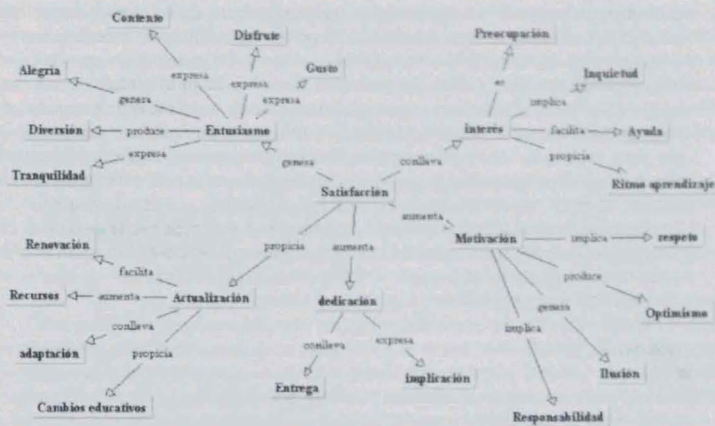 Contento
Disfrute
Preocupación
Gusto
Alegría
expresa
expresa
expresa
es
Inquietud
genera
implica
Diversión
produce
Entusiasmo
interés
facilita
Ayuda
expresa
propicia
Tranquilidad
genera
conlleva
Ritmo aprendizaje
Satisfacción
aumenta
Renovación
propicia
aumenta
Motivación
implica
respeto
facilita
produce
Recursos
aumenta
Actualización
dedicación
genera
Optimismo
conlleva
implica
adaptación
propicia
conlleva
expresa
Ilusión
Entrega
implicación
Cambios educativos
Responsabilidad